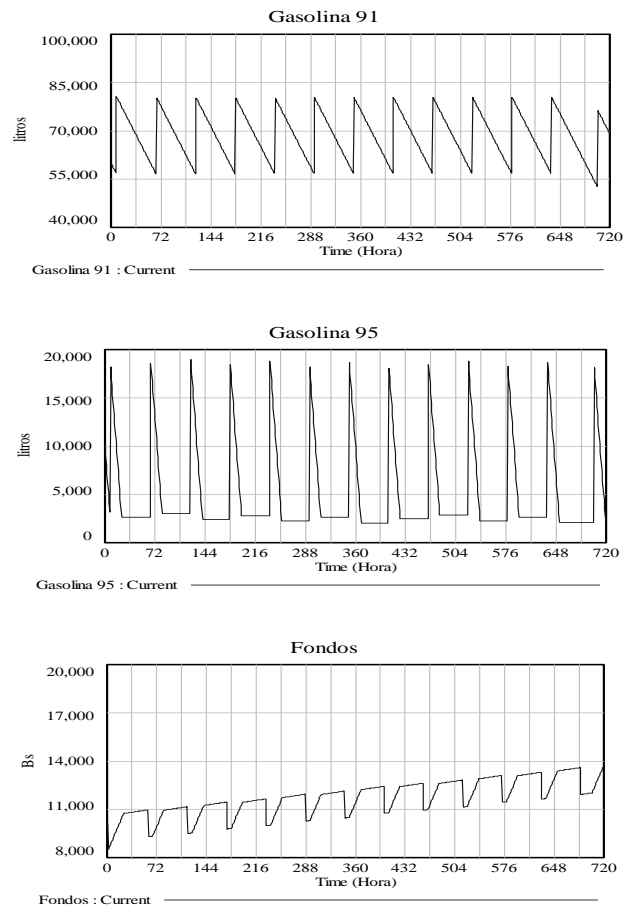 Gasolina 91
100,000
85,000
70,000
55,000
40,000
litros
0 72 144 216 288 360 432 504 576 648 720
Time (Hora)
Gasolina 91 : Current
Gasolina 95
20,000
15,000
10,000
5,000
0
litros
0 72 144 216 288 360 432 504 576 648 720
Time (Hora)
Gasolina 95 : Current
Fondos
20,000
17,000
14,000
11,000
8,000
Bs
0 72 144 216 288 360 432 504 576 648 720
Time (Hora)
Fondos : Current